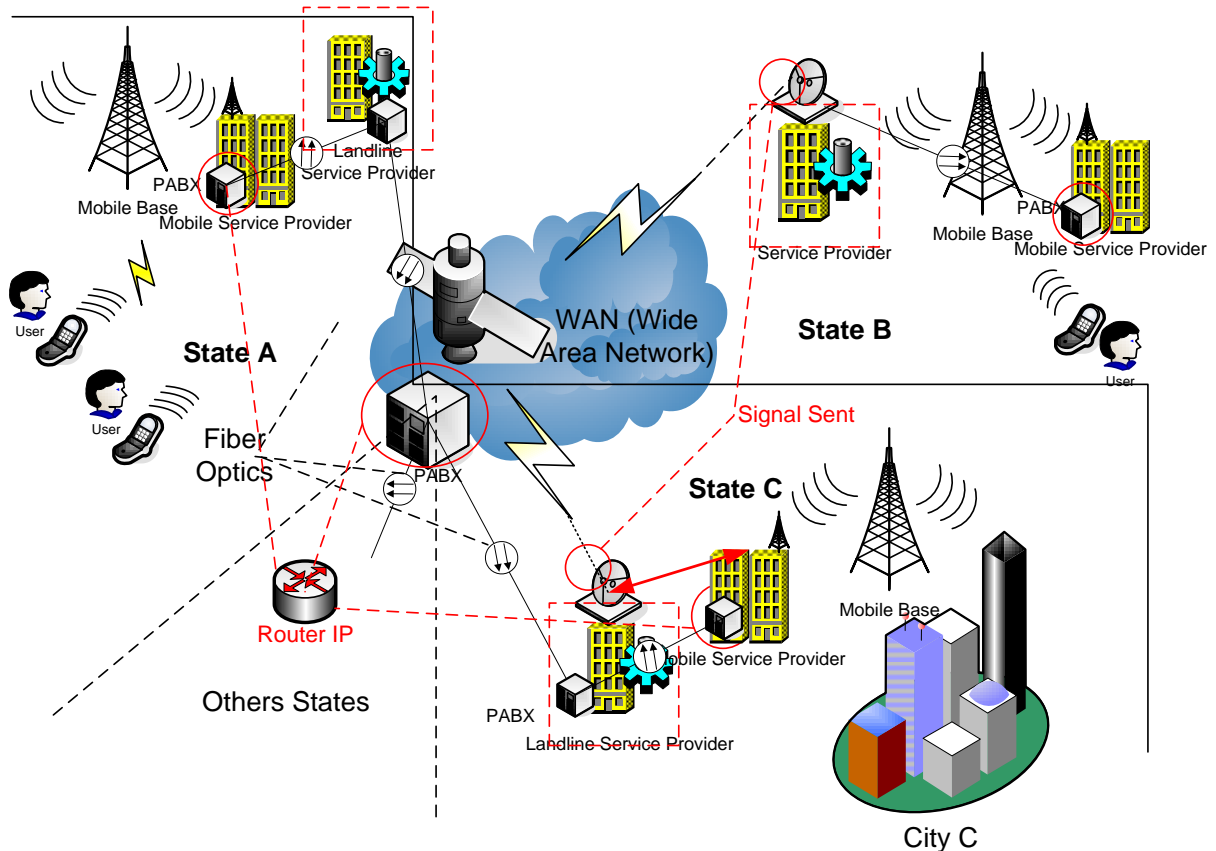 Landline
Service Provider
PABX
Mobile Base
Mobile Service Provider
User
User
State A
Fiber
Optics
WAN (Wide
Area Network)
Service Provider
PABX
Mobile Base
Mobile Service Provider
State B
User
Signal Sent
PABX
State C
Mobile Base
Router IP
Mobile Service Provider
Others States
PABX
Landline Service Provider
City C